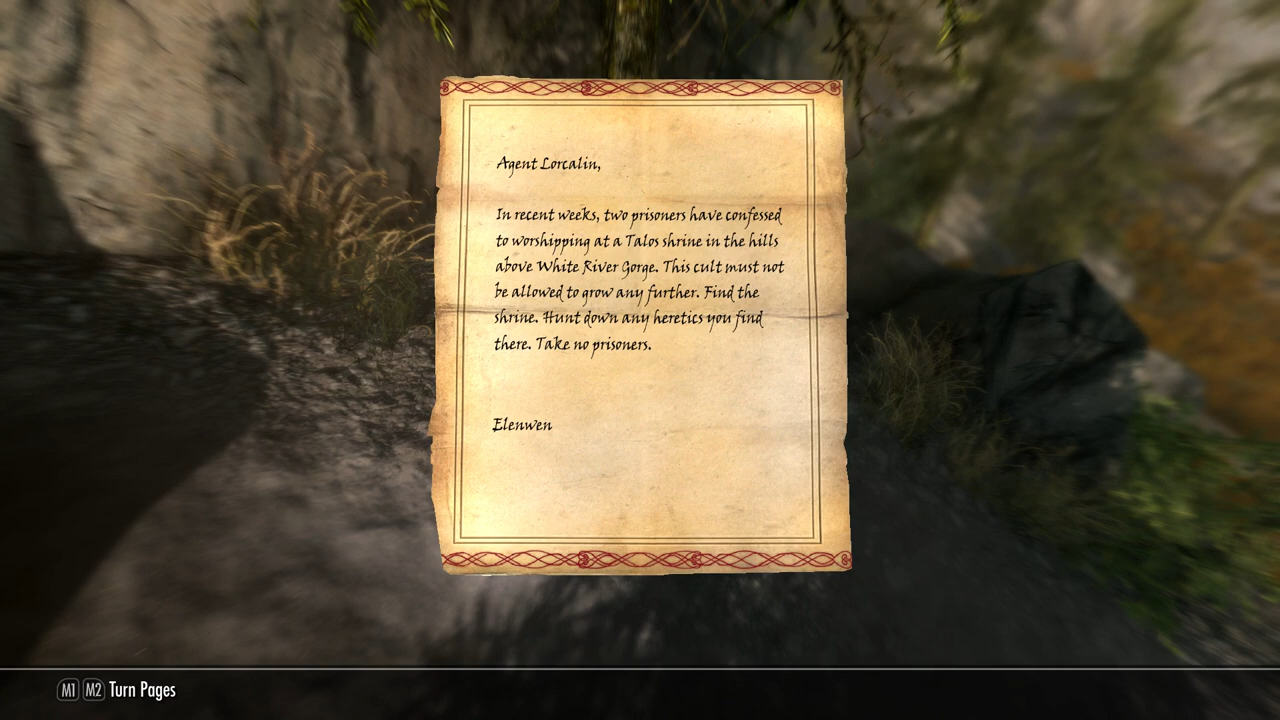 Agent Lorcalin,
In recent weeks, two prisoners have confessed
to worshipping at a Talos shrine in the hills
above White River Gorge. This cult must not
be allowed to grow any further. Find the
shrine. Hunt down any heretics you find
there. Take no prisoners.
Elenwen
M1 M2 Turn Pages